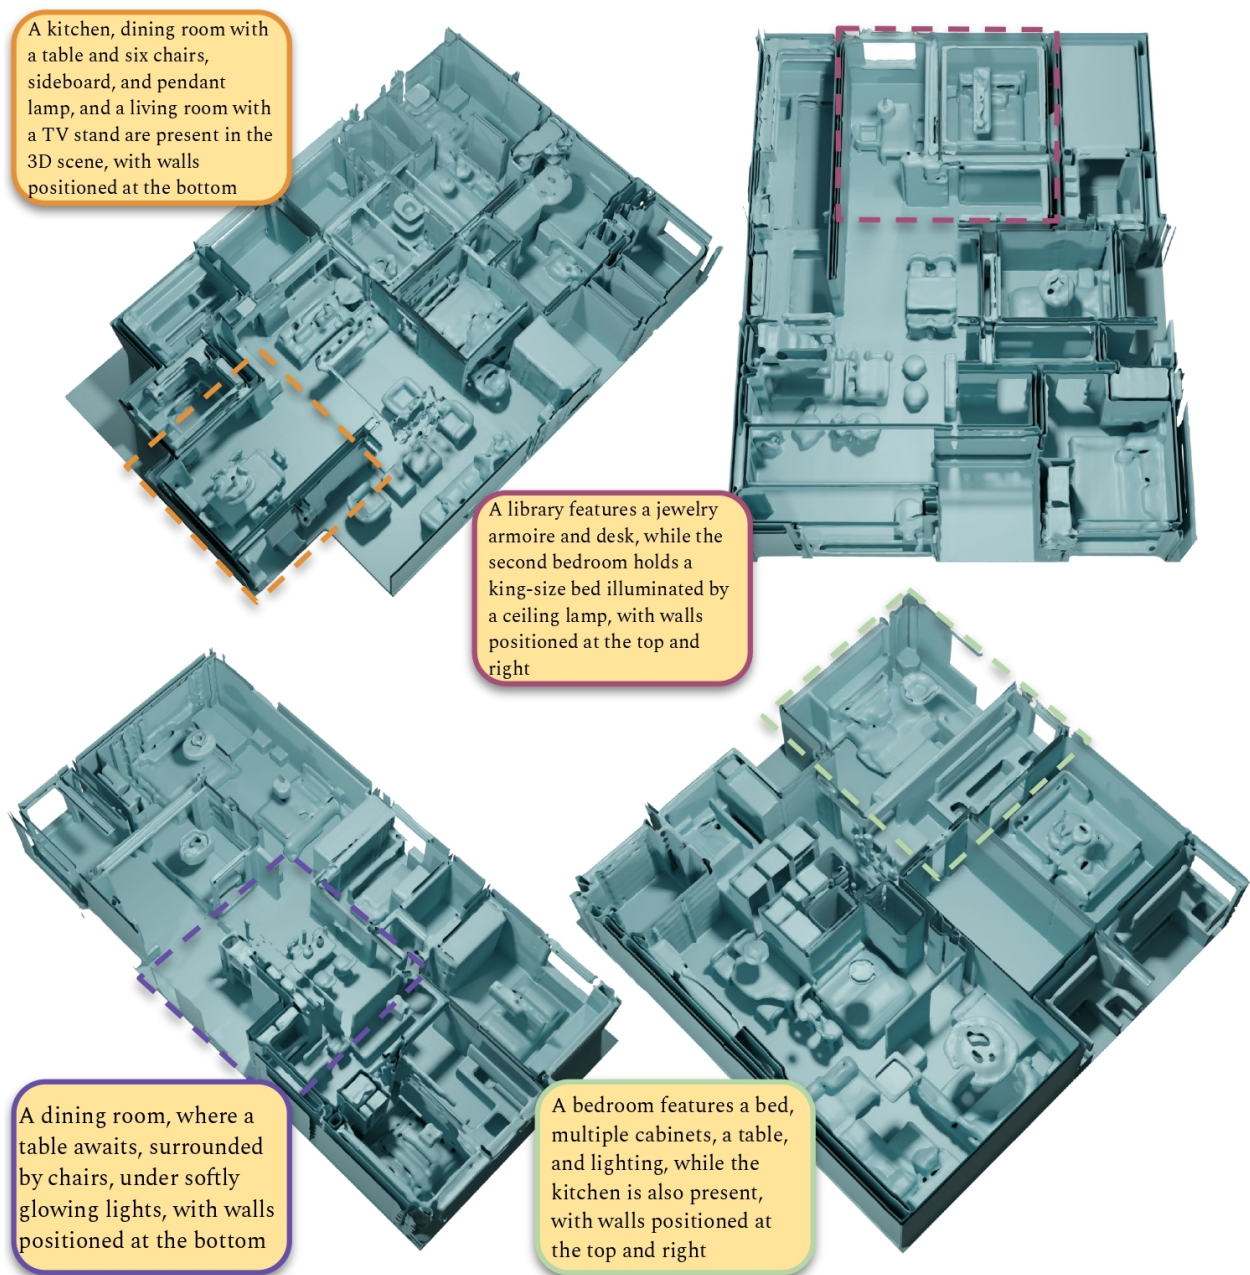 A kitchen, dining room with
a table and six chairs,
sideboard, and pendant
lamp, and a living room with
a TV stand are present in the
3D scene, with walls
positioned at the bottom
A library features a jewelry
armoire and desk, while the
second bedroom holds a
king-size bed illuminated by
a ceiling lamp, with walls
positioned at the top and
right
A dining room, where a
table awaits, surrounded
by chairs, under softly
glowing lights, with walls
positioned at the bottom
A bedroom features a bed,
multiple cabinets, a table,
and lighting, while the
kitchen is also present,
with walls positioned at
the top and right